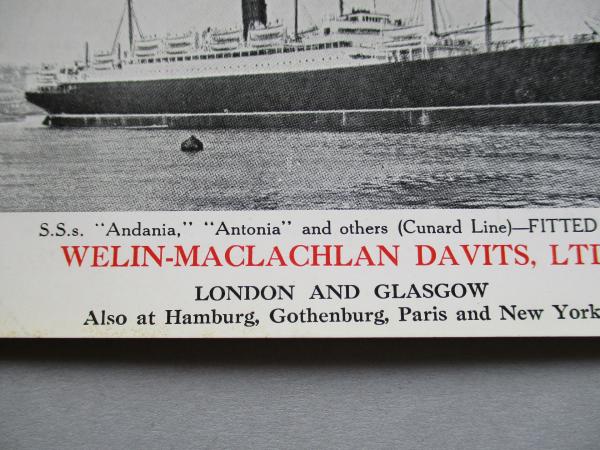 S.S.s. "Andania," "Antonia" and others (Cunard Line)—FITTED
WELIN-MACLACHLAN DAVITS, LTD
LONDON AND GLASGOW
Also at Hamburg, Gothenburg, Paris and New York